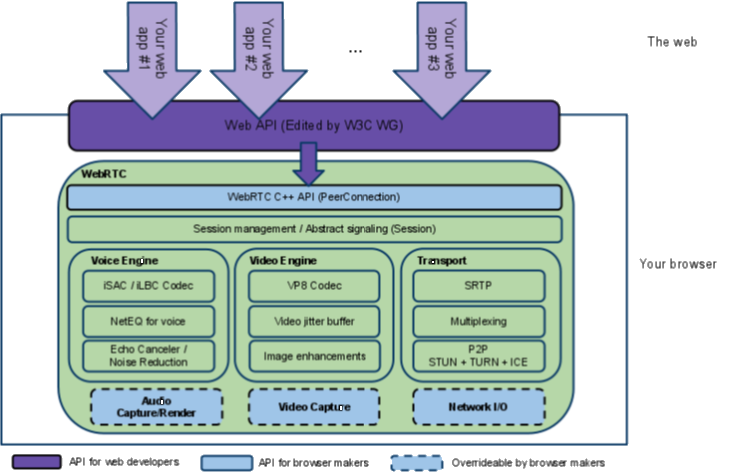 Your web
app #1
Your web
app #2
...
Your web
app #3
The web
Web API (Edited by W3C WG)
WebRTC
WebRTC C++ API (PeerConnection)
Session management / Abstract signaling (Session)
Your browser
Voice Engine
iSAC / iLBC Codec
NetEQ for voice
Echo Canceler /
Noise Reduction
Video Engine
VP8 Codec
Video jitter buffer
Image enhancements
Transport
SRTP
Multiplexing
P2P
STUN + TURN + ICE
Audio
Capture/Render
Video Capture
Network I/O
API for web developers
API for browser makers
Overrideable by browser makers